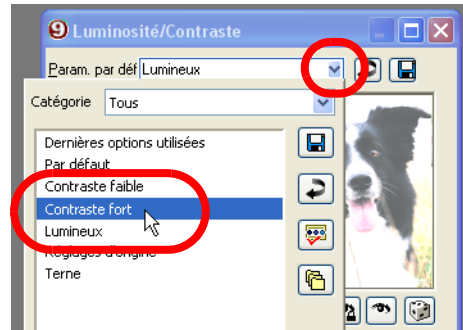 9 Luminosité/Contraste
Param. par déf Lumineux
Catégorie Tous
Dernières options utilisées
Par défaut
Contraste faible
Contraste fort
Lumineux
Réglages d'origine
Terne